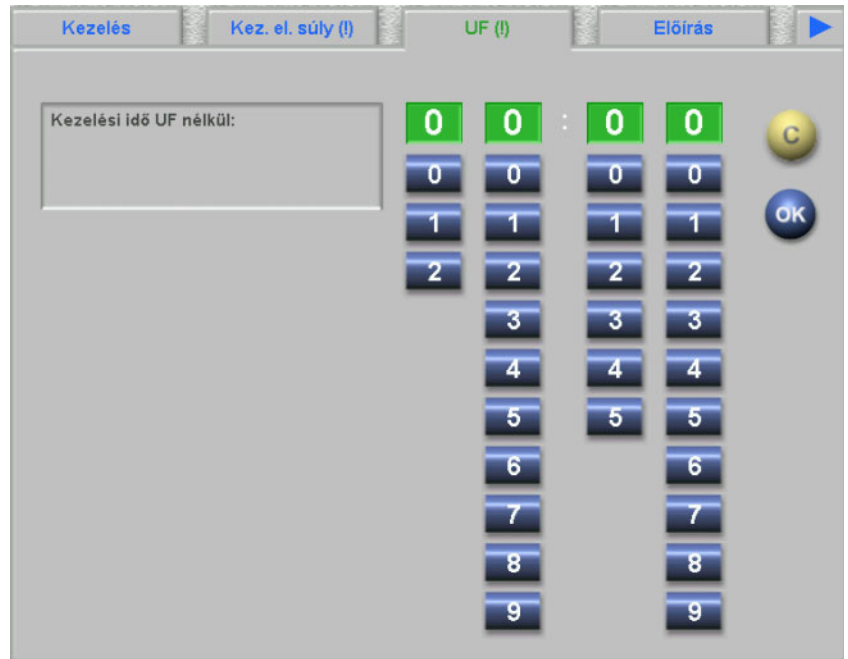 Kezelés Kez. el. súly (!) UF (!) Előírás
Kezelési idő UF nélkül:
0 0 : 0 0 C
0 0 0 0
1 1 1 1 OK
2 2 2 2
3 3 3
4 4 4
5 5 5
6 6
7 7
8 8
9 9